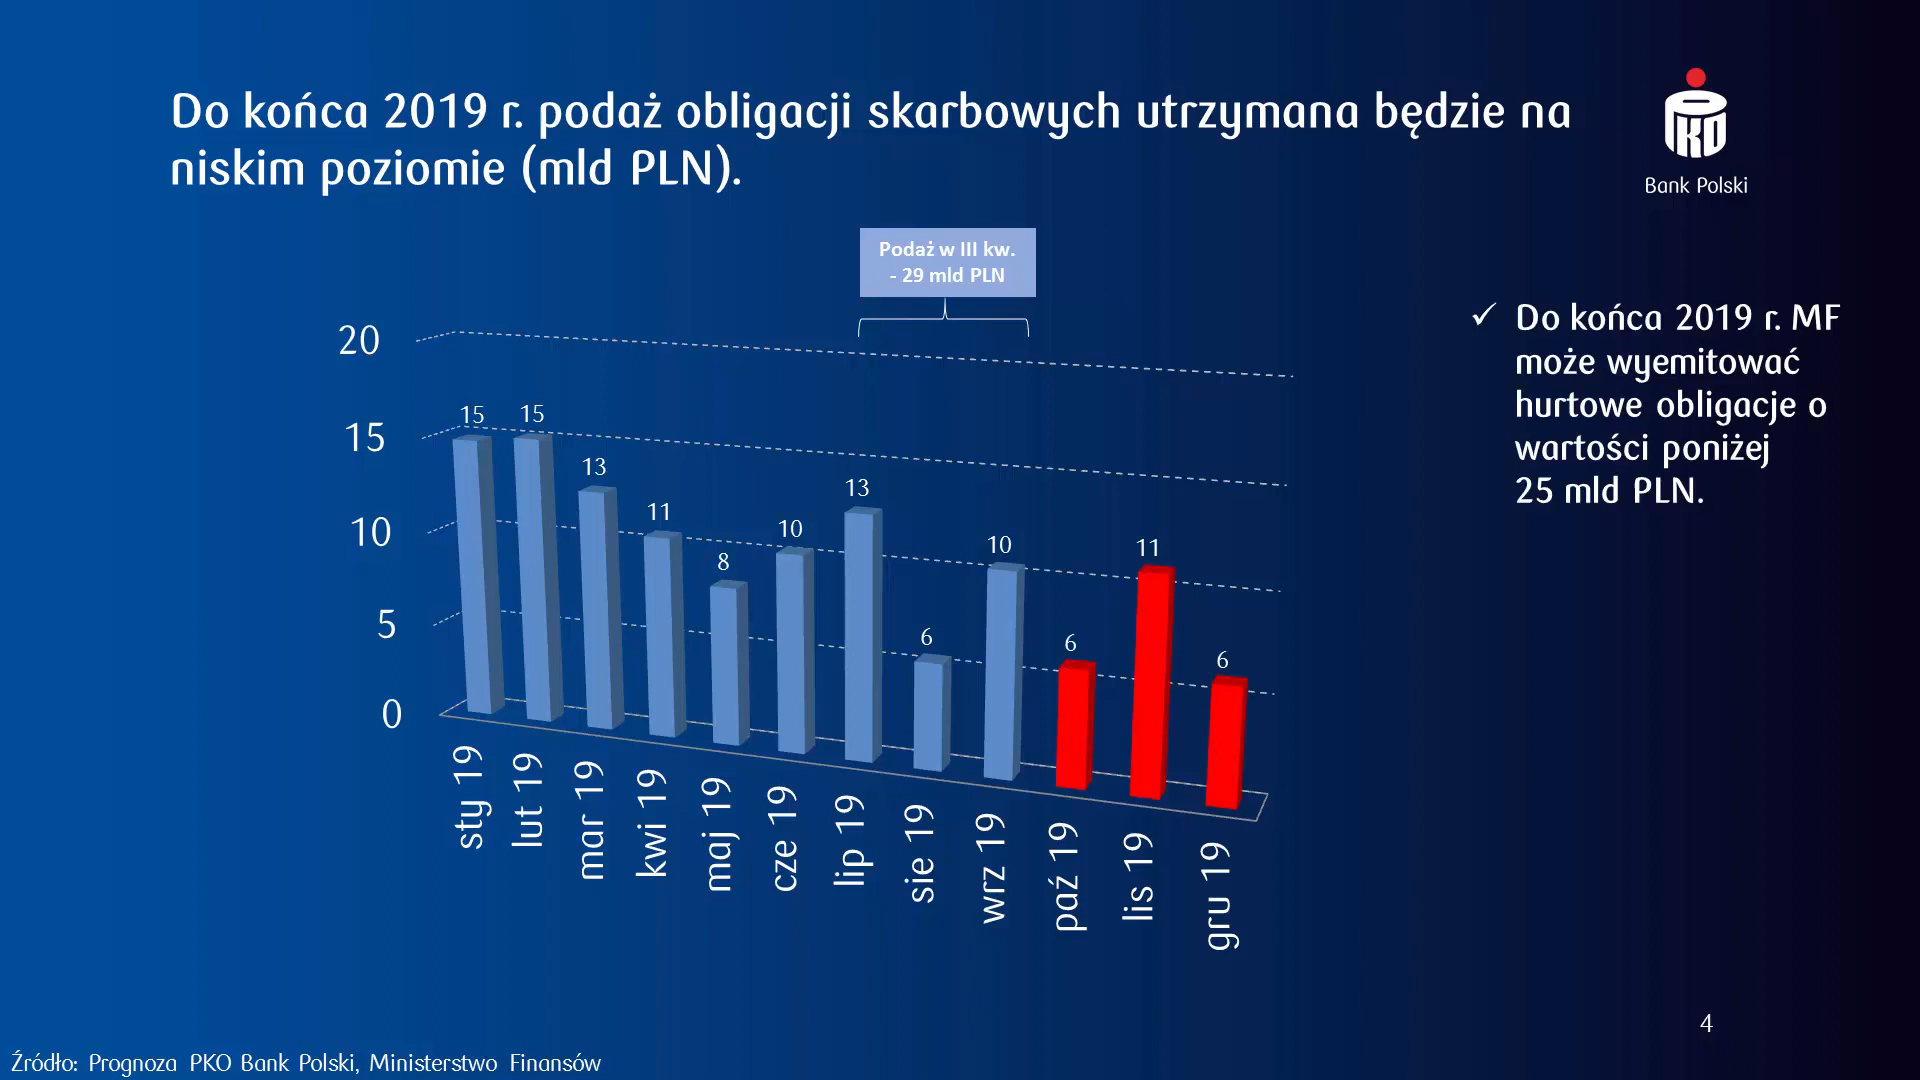 Do końca 2019 r. podaż obligacji skarbowych utrzymana będzie na
niskim poziomie (mld PLN).
PKO
Bank Polski
Podaż w III kw.
- 29 mld PLN
20
15
10
5
0
15
15
13
11
8
10
13
6
10
6
11
6
sty 19
lut 19
mar 19
kwi 19
maj 19
cze 19
lip 19
sie 19
wrz 19
paź 19
lis 19
gru 19
✓ Do końca 2019 r. MF
może wyemitować
hurtowe obligacje o
wartości poniżej
25 mld PLN.
4
Źródło: Prognoza PKO Bank Polski, Ministerstwo Finansów